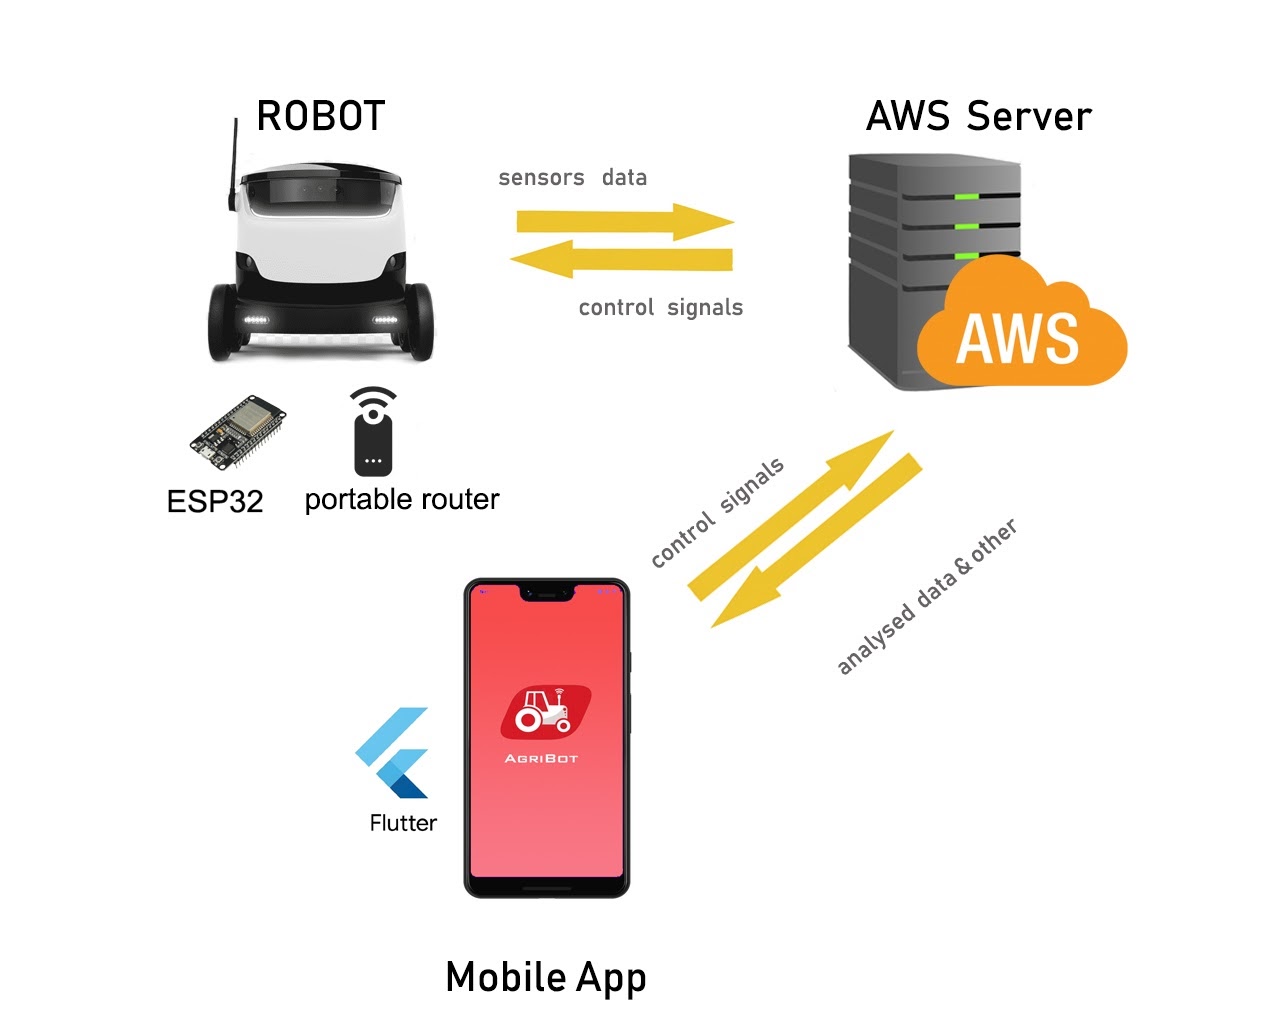 ROBOT
AWS Server
sensors data
control signals
AWS
ESP32
portable router
control signals
analysed data & other
AGRIBOT
Flutter
Mobile App